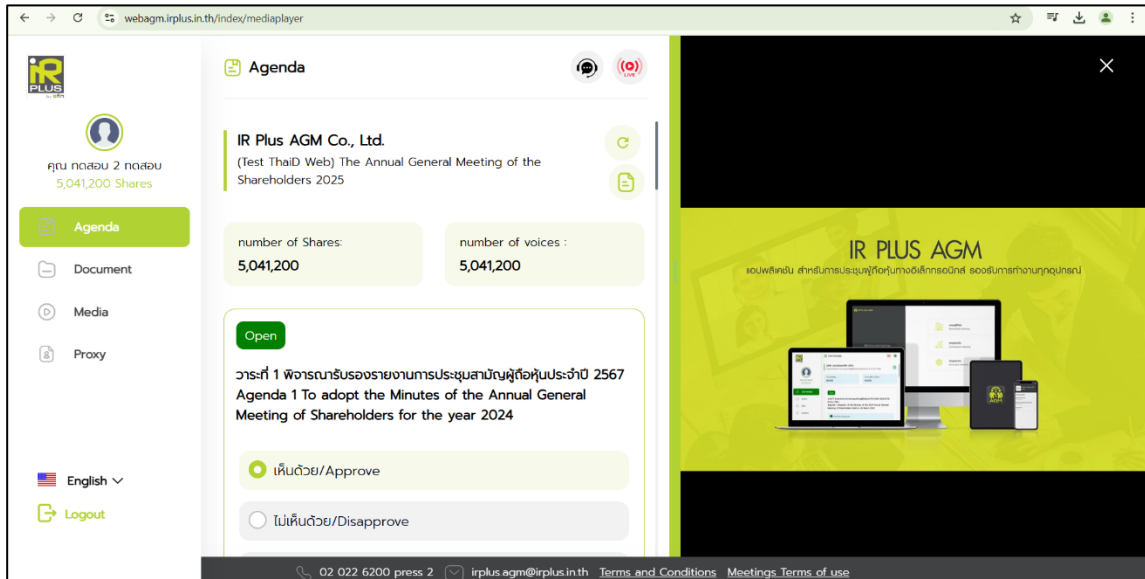 webagm.irplus.in.th/index/mediaplayer
iR
PLUS
คุณ ทดสอบ 2 ทดสอบ
5,041,200 Shares
Agenda
Document
Media
Proxy
English
Logout
Agenda
LIVE
IR Plus AGM Co., Ltd.
(Test ThaiD Web) The Annual General Meeting of the
Shareholders 2025
number of Shares:
5,041,200
number of voices :
5,041,200
Open
วาระที่ 1 พิจารณารับรองรายงานการประชุมสามัญผู้ถือหุ้นประจำปี 2567
Agenda 1 To adopt the Minutes of the Annual General
Meeting of Shareholders for the year 2024
เห็นด้วย/Approve
ไม่เห็นด้วย/Disapprove
IR PLUS AGM
แอปพลิเคชัน สำหรับการประชุมผู้ถือหุ้นทางอิเล็กทรอนิกส์ รองรับการทำงานทุกอุปกรณ์
AGM
02 022 6200 press 2 irplus.agm@irplus.in.th Terms and Conditions Meetings Terms of use